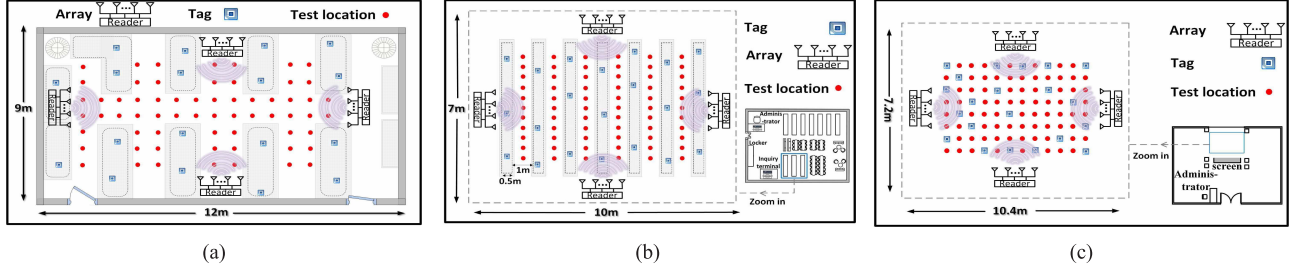 Array
Reader
Tag
Test location
Reader
Reader
Reader
Reader
9m
12m
(a)
Tag
Array
Reader
Test location
Reader
Reader
Reader
Reader
7m
1m
0.5m
10m
Adminis
-trator
Locker
Inquiry
terminal
Zoom in
(b)
Array
Reader
Tag
Test location
Reader
Reader
Reader
Reader
7.2m
10.4m
Zoom in
screen
Adminis-
trator
(c)